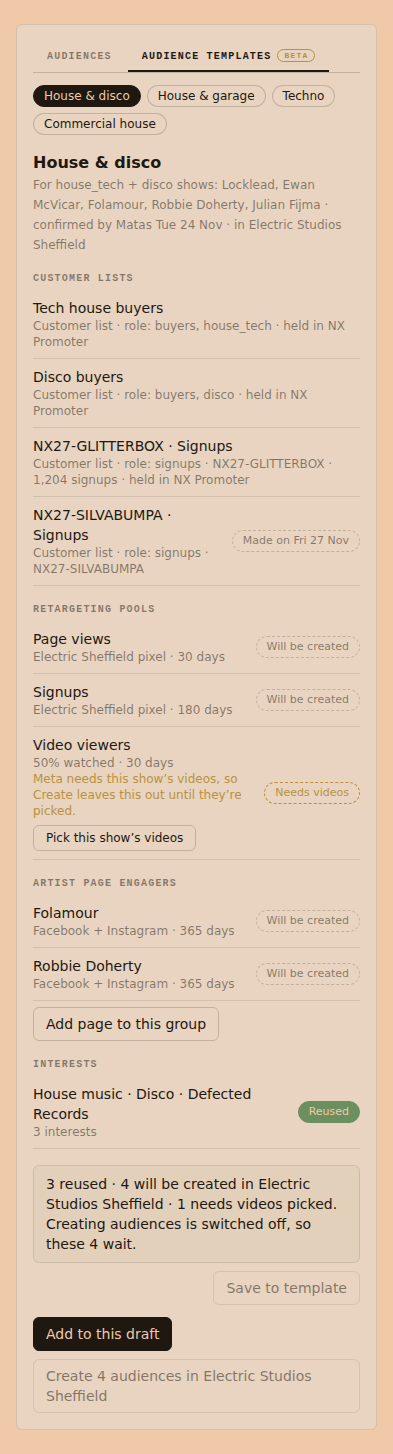 AUDIENCES
AUDIENCE TEMPLATES BETA
House & disco
House & garage
Techno
Commercial house
House & disco
For house_tech + disco shows: Locklead, Ewan
McVicar, Folamour, Robbie Doherty, Julian Fijma ·
confirmed by Matas Tue 24 Nov · in Electric Studios
Sheffield
CUSTOMER LISTS
Tech house buyers
Customer list · role: buyers, house_tech · held in NX
Promoter
Disco buyers
Customer list · role: buyers, disco · held in NX
Promoter
NX27-GLITTERBOX · Signups
Customer list · role: signups · NX27-GLITTERBOX ·
1,204 signups · held in NX Promoter
NX27-SILVABUMPA ·
Signups
Customer list · role: signups ·
NX27-SILVABUMPA
Made on Fri 27 Nov
RETARGETING POOLS
Page views
Electric Sheffield pixel · 30 days
Will be created
Signups
Electric Sheffield pixel · 180 days
Will be created
Video viewers
50% watched · 30 days
Meta needs this show’s videos, so
Create leaves this out until they’re
picked.
Needs videos
Pick this show’s videos
ARTIST PAGE ENGAGERS
Folamour
Facebook + Instagram · 365 days
Will be created
Robbie Doherty
Facebook + Instagram · 365 days
Will be created
Add page to this group
INTERESTS
House music · Disco · Defected
Records
3 interests
Reused
3 reused · 4 will be created in Electric
Studios Sheffield · 1 needs videos picked.
Creating audiences is switched off, so
these 4 wait.
Save to template
Add to this draft
Create 4 audiences in Electric Studios
Sheffield